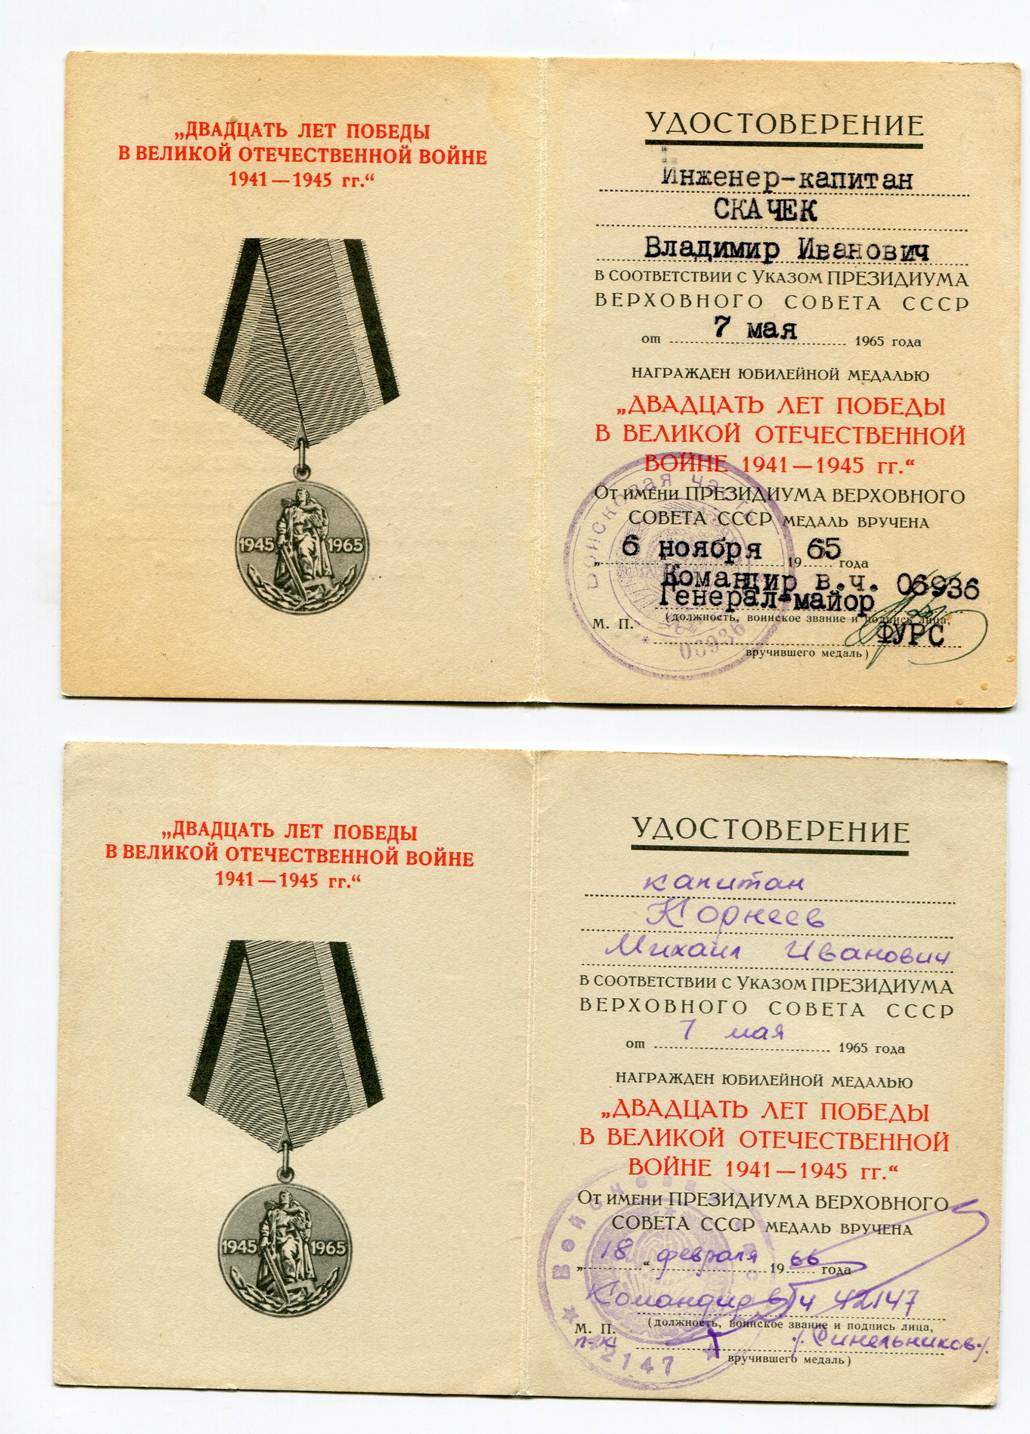 „ДВАДЦАТЬ ЛЕТ ПОБЕДЫ
В ВЕЛИКОЙ ОТЕЧЕСТВЕННОЙ ВОЙНЕ
1941—1945 гг.“
1945 1965
УДОСТОВЕРЕНИЕ
Инженер-капитан
СКАЧЕК
Владимир Иванович
В СООТВЕТСТВИИ С УКАЗОМ ПРЕЗИДИУМА
ВЕРХОВНОГО СОВЕТА СССР
от 7 мая 1965 года
НАГРАЖДЕН ЮБИЛЕЙНОЙ МЕДАЛЬЮ
„ДВАДЦАТЬ ЛЕТ ПОБЕДЫ
В ВЕЛИКОЙ ОТЕЧЕСТВЕННОЙ
ВОЙНЕ 1941—1945 гг.“
ОТ ИМЕНИ ПРЕЗИДИУМА ВЕРХОВНОГО
СОВЕТА СССР МЕДАЛЬ ВРУЧЕНА
„6 ноября 1965 года
Командир в.ч. 06936
Генерал-майор
(должность, воинское звание и подпись лица,
М. П. ФУРС
вручившего медаль)
Войсковая часть
06936
„ДВАДЦАТЬ ЛЕТ ПОБЕДЫ
В ВЕЛИКОЙ ОТЕЧЕСТВЕННОЙ ВОЙНЕ
1941—1945 гг.“
1945 1965
УДОСТОВЕРЕНИЕ
капитан
Корнеев
Михаил Иванович
В СООТВЕТСТВИИ С УКАЗОМ ПРЕЗИДИУМА
ВЕРХОВНОГО СОВЕТА СССР
от 7 мая 1965 года
НАГРАЖДЕН ЮБИЛЕЙНОЙ МЕДАЛЬЮ
„ДВАДЦАТЬ ЛЕТ ПОБЕДЫ
В ВЕЛИКОЙ ОТЕЧЕСТВЕННОЙ
ВОЙНЕ 1941—1945 гг.“
ОТ ИМЕНИ ПРЕЗИДИУМА ВЕРХОВНОГО
СОВЕТА СССР МЕДАЛЬ ВРУЧЕНА
„18“ февраля 1966 года
Командир в/ч 42147
(должность, воинское звание и подпись лица,
М. П.
п-к /Синельников/.
вручившего медаль)